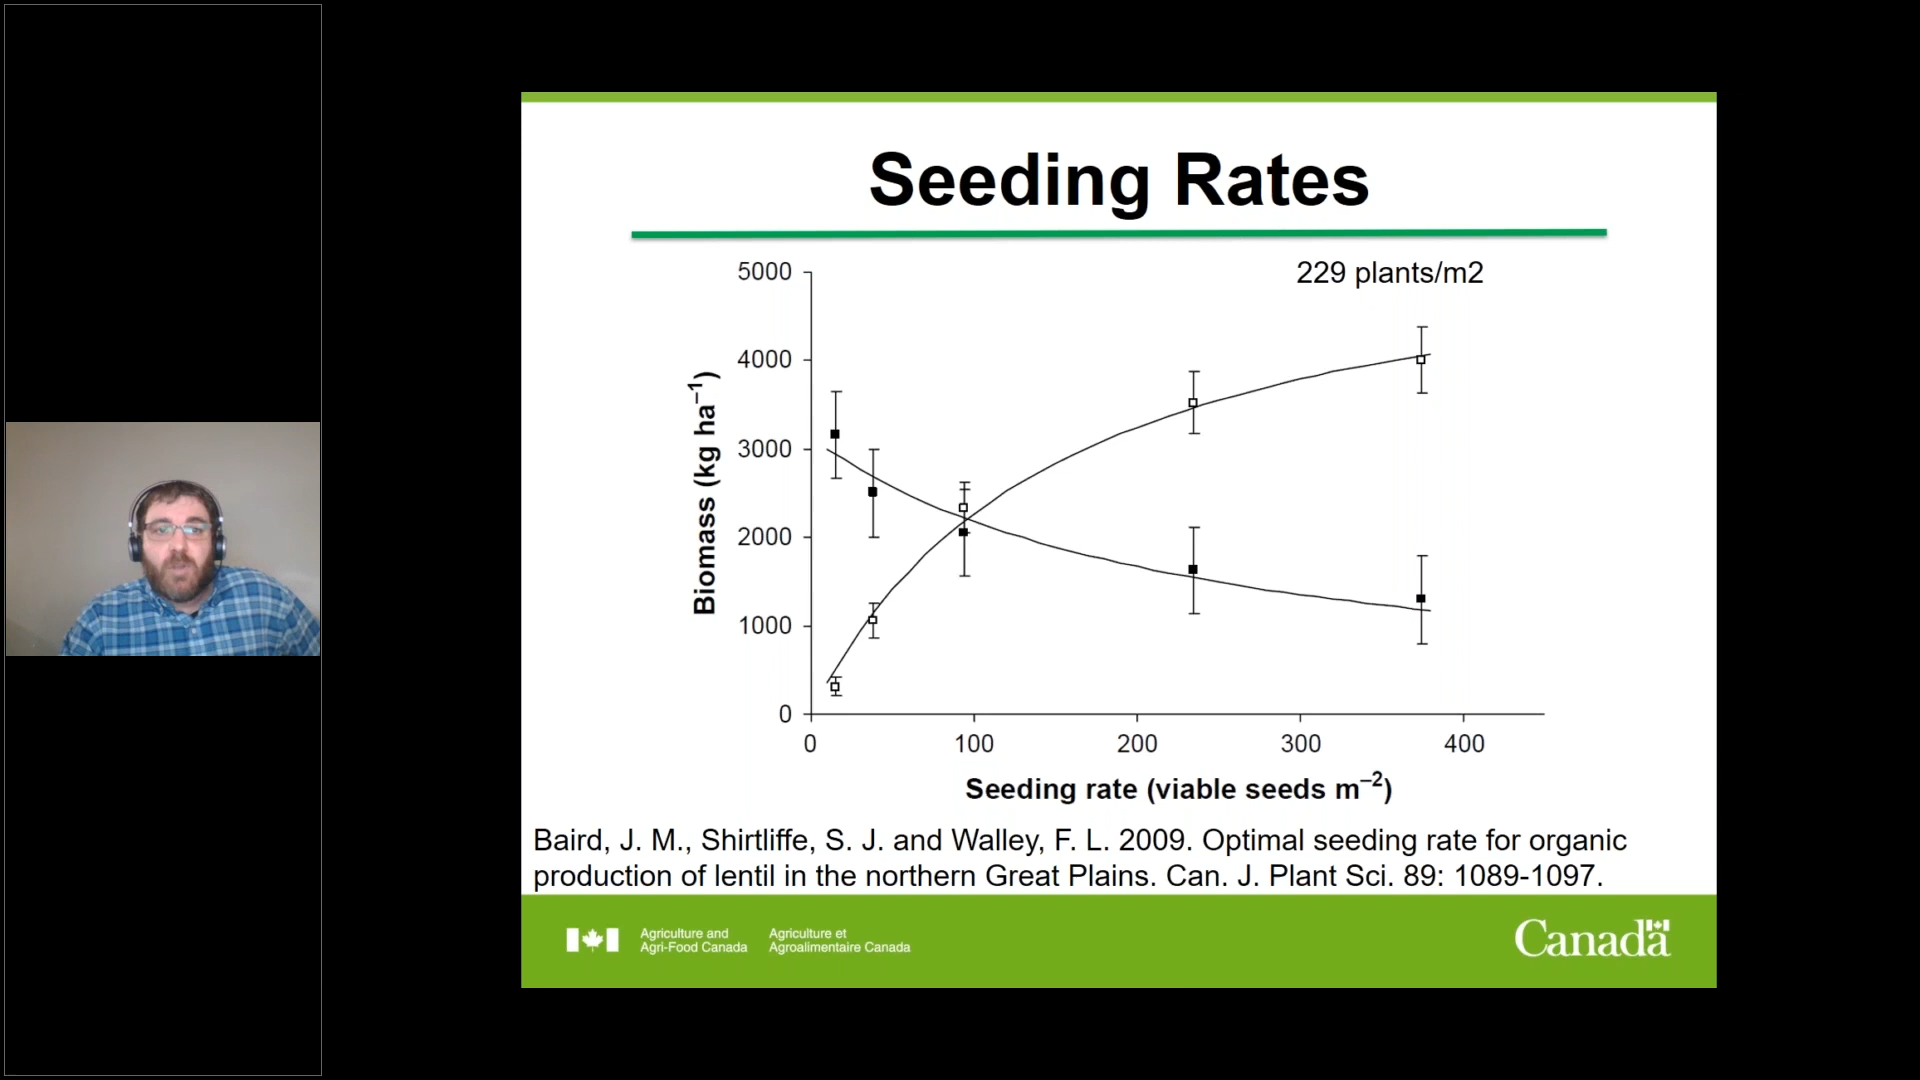 Seeding Rates
229 plants/m2
5000
4000
3000
2000
1000
0
Biomass (kg ha⁻¹)
0 100 200 300 400
Seeding rate (viable seeds m⁻²)
Baird, J. M., Shirtliffe, S. J. and Walley, F. L. 2009. Optimal seeding rate for organic
production of lentil in the northern Great Plains. Can. J. Plant Sci. 89: 1089-1097.
Agriculture and
Agri-Food Canada
Agriculture et
Agroalimentaire Canada
Canada